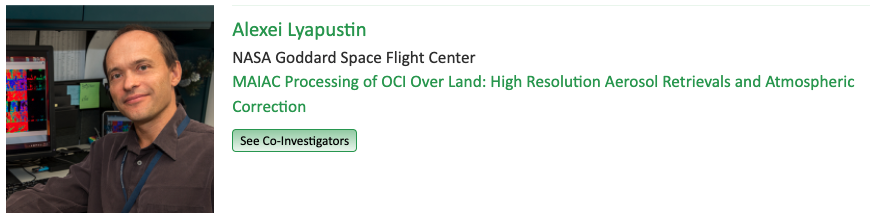 Alexei Lyapustin
NASA Goddard Space Flight Center
MAIAC Processing of OCI Over Land: High Resolution Aerosol Retrievals and Atmospheric
Correction
See Co-Investigators